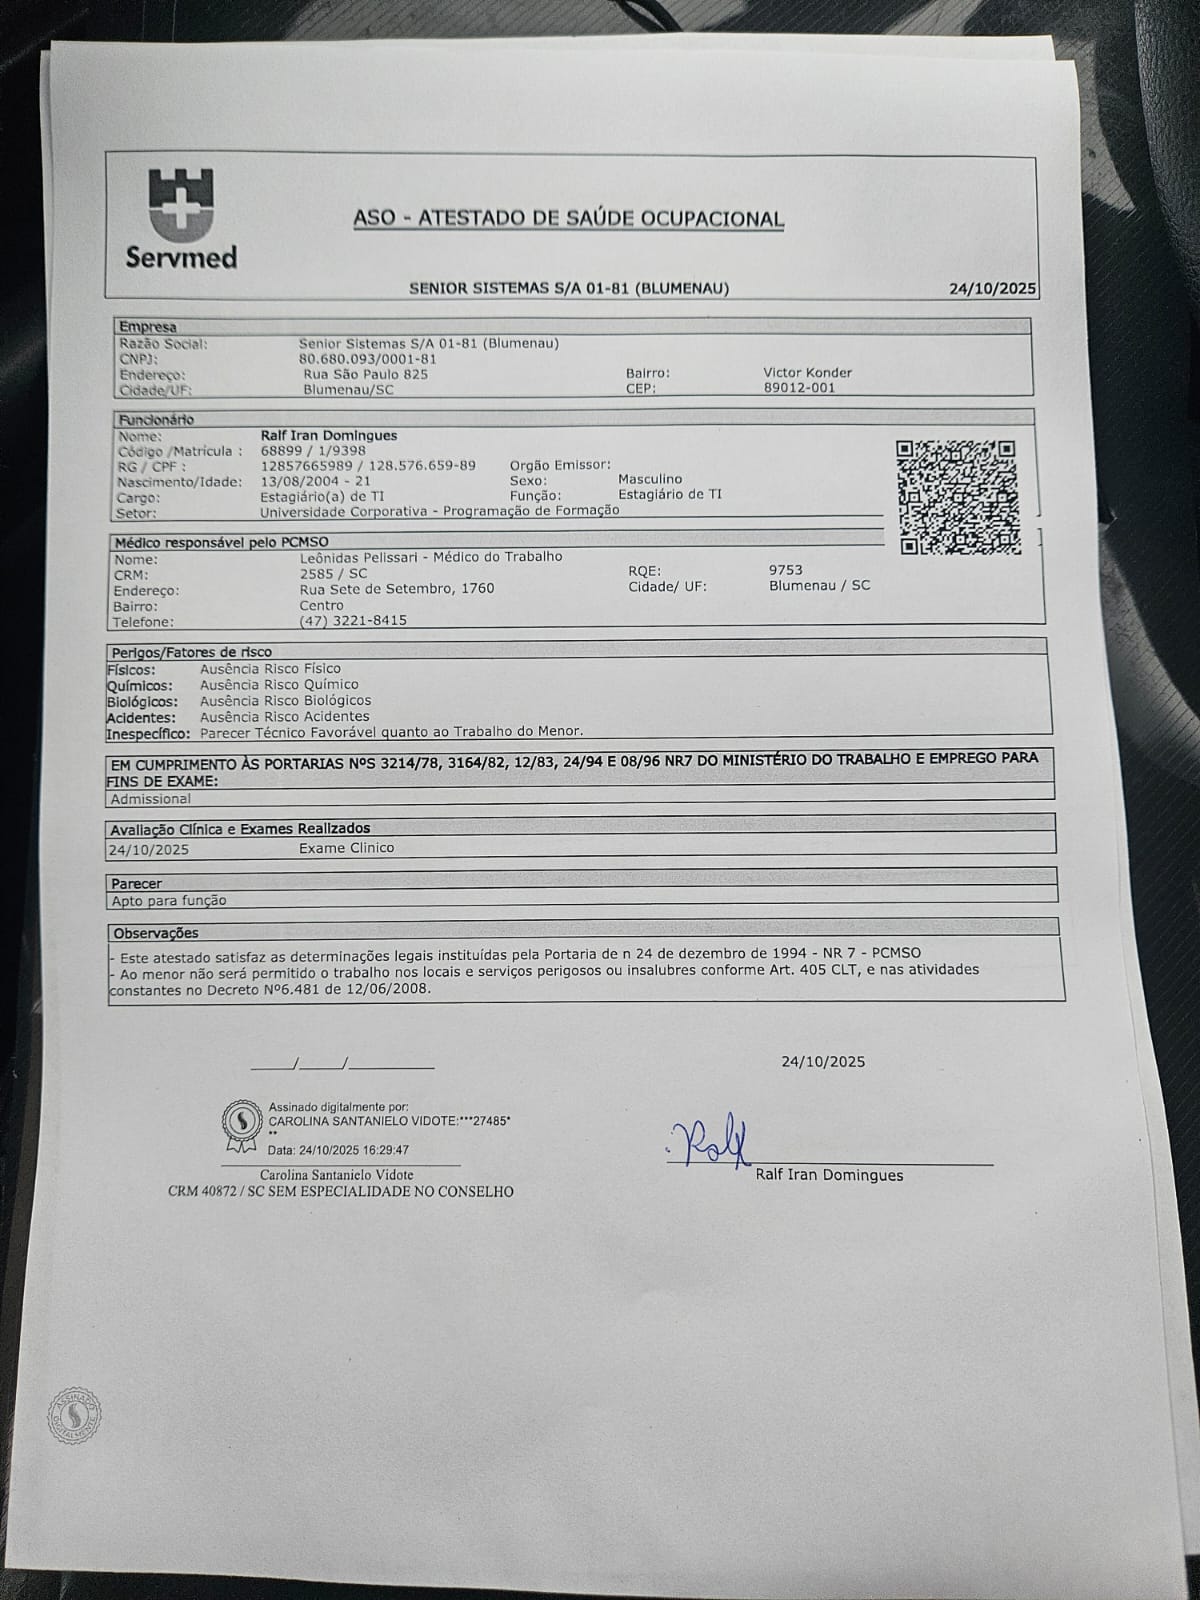 Servmed
ASO - ATESTADO DE SAÚDE OCUPACIONAL
SENIOR SISTEMAS S/A 01-81 (BLUMENAU) 24/10/2025
Empresa
Razão Social: Senior Sistemas S/A 01-81 (Blumenau)
CNPJ: 80.680.093/0001-81
Endereço: Rua São Paulo 825 Bairro: Victor Konder
Cidade/UF: Blumenau/SC CEP: 89012-001
Funcionário
Nome: Ralf Iran Domingues
Código /Matrícula : 68899 / 1/9398
RG / CPF : 12857665989 / 128.576.659-89 Orgão Emissor:
Nascimento/Idade: 13/08/2004 - 21 Sexo: Masculino
Cargo: Estagiário(a) de TI Função: Estagiário de TI
Setor: Universidade Corporativa - Programação de Formação
Médico responsável pelo PCMSO
Nome: Leônidas Pelissari - Médico do Trabalho
CRM: 2585 / SC RQE: 9753
Endereço: Rua Sete de Setembro, 1760 Cidade/ UF: Blumenau / SC
Bairro: Centro
Telefone: (47) 3221-8415
Perigos/Fatores de risco
Físicos: Ausência Risco Físico
Químicos: Ausência Risco Químico
Biológicos: Ausência Risco Biológicos
Acidentes: Ausência Risco Acidentes
Inespecífico: Parecer Técnico Favorável quanto ao Trabalho do Menor.
EM CUMPRIMENTO ÀS PORTARIAS NºS 3214/78, 3164/82, 12/83, 24/94 E 08/96 NR7 DO MINISTÉRIO DO TRABALHO E EMPREGO PARA
FINS DE EXAME:
Admissional
Avaliação Clínica e Exames Realizados
24/10/2025 Exame Clinico
Parecer
Apto para função
Observações
- Este atestado satisfaz as determinações legais instituídas pela Portaria de n 24 de dezembro de 1994 - NR 7 - PCMSO
- Ao menor não será permitido o trabalho nos locais e serviços perigosos ou insalubres conforme Art. 405 CLT, e nas atividades
constantes no Decreto Nº6.481 de 12/06/2008.
____/____/________ 24/10/2025
Assinado digitalmente por:
CAROLINA SANTANIELO VIDOTE:***27485*
**
Data: 24/10/2025 16:29:47
Ralf
Carolina Santanielo Vidote
CRM 40872 / SC SEM ESPECIALIDADE NO CONSELHO
Ralf Iran Domingues
ASSINADO
DIGITALMENTE